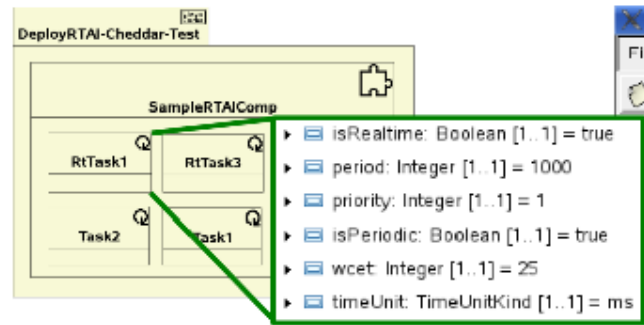 DeployRTAI-Cheddar-Test
SampleRTAIComp
RtTask1
RtTask3
Task2
Task1
isRealtime: Boolean [1..1] = true
period: Integer [1..1] = 1000
priority: Integer [1..1] = 1
isPeriodic: Boolean [1..1] = true
wcet: Integer [1..1] = 25
timeUnit: TimeUnitKind [1..1] = ms